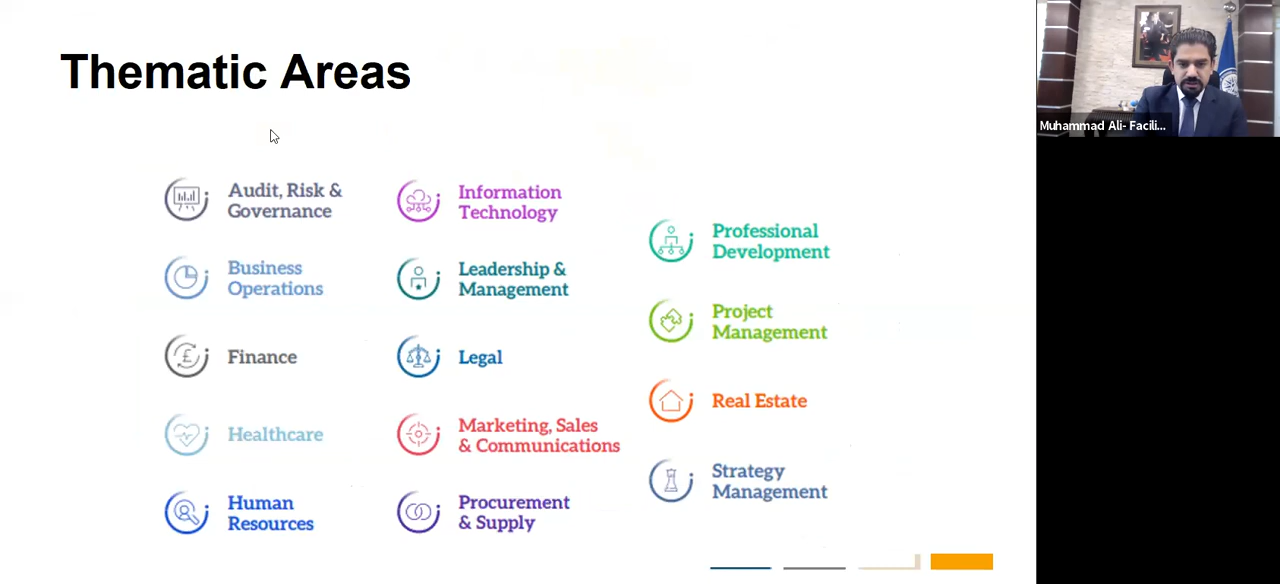 Thematic Areas
Audit, Risk &
Governance
Business
Operations
Finance
Healthcare
Human
Resources
Information
Technology
Leadership &
Management
Legal
Marketing, Sales
& Communications
Procurement
& Supply
Professional
Development
Project
Management
Real Estate
Strategy
Management
Muhammad Ali- Facili...